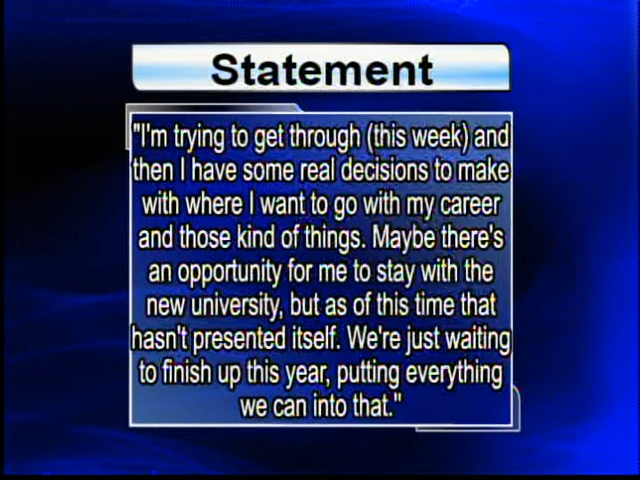 Statement
"I'm trying to get through (this week) and
then I have some real decisions to make
with where I want to go with my career
and those kind of things. Maybe there's
an opportunity for me to stay with the
new university, but as of this time that
hasn't presented itself. We're just waiting
to finish up this year, putting everything
we can into that."